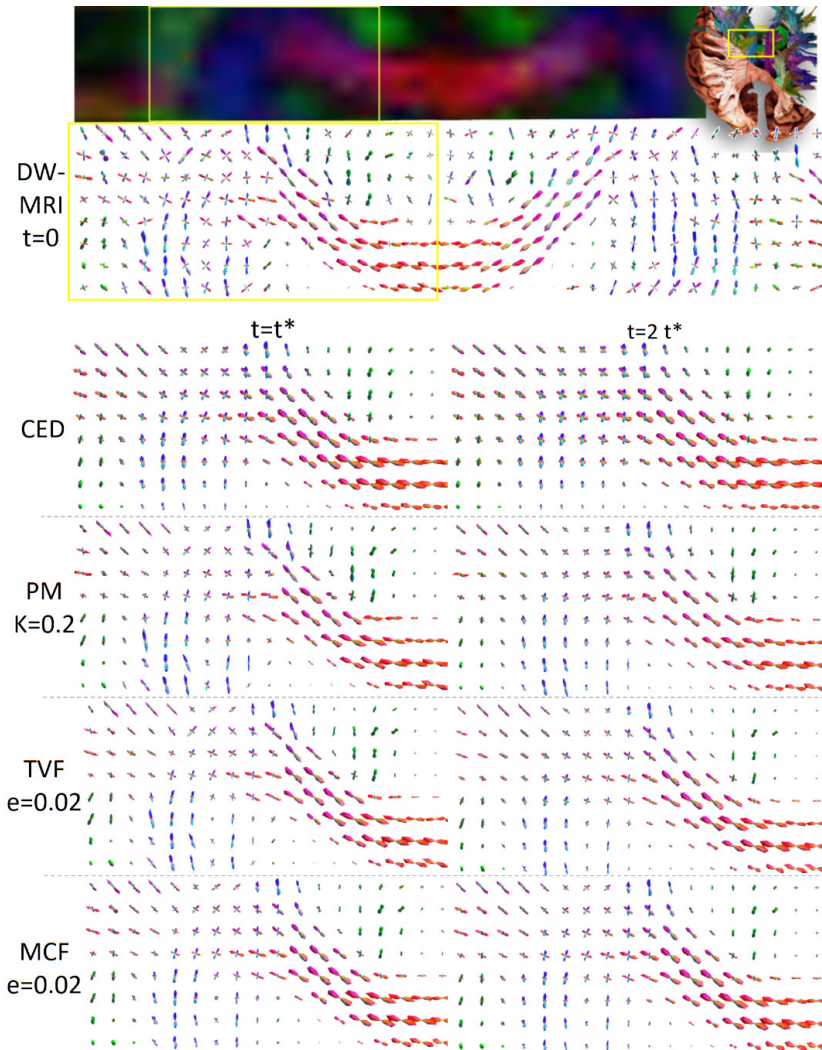 DW-
MRI
t=0
t=t*
t=2 t*
CED
PM
K=0.2
TVF
e=0.02
MCF
e=0.02